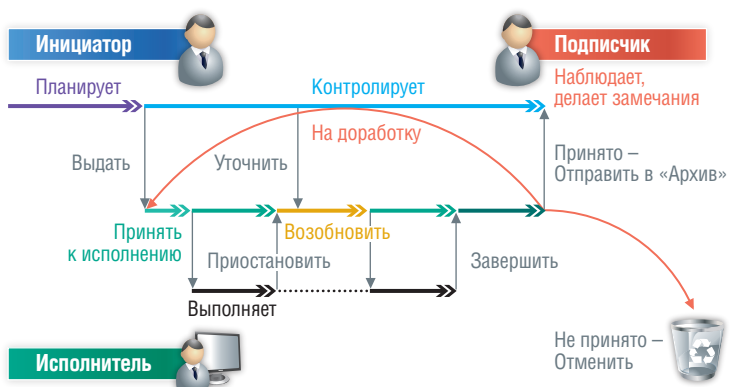 Инициатор
Подписчик
Планирует
Контролирует
Наблюдает,
делает замечания
На доработку
Выдать
Уточнить
Принято –
Отправить в «Архив»
Принять
к исполнению
Возобновить
Приостановить
Завершить
Выполняет
Не принято –
Отменить
Исполнитель